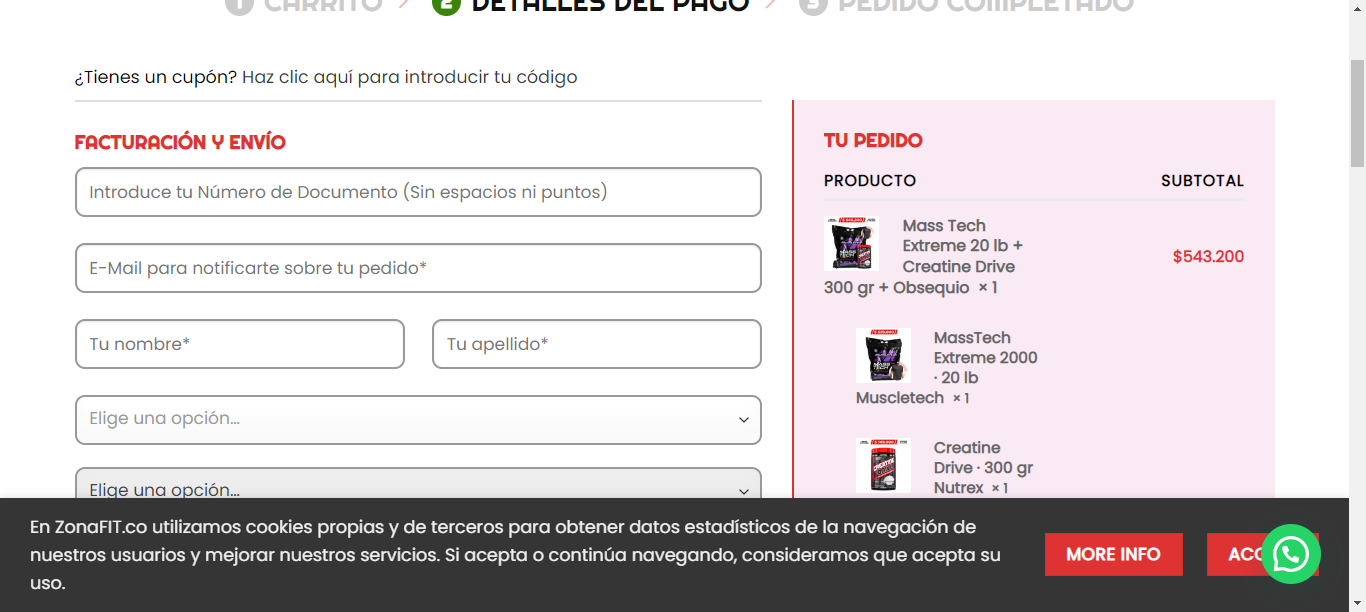 1 CARRITO
2 DETALLES DEL PAGO
3 PEDIDO COMPLETADO
¿Tienes un cupón? Haz clic aquí para introducir tu código
FACTURACIÓN Y ENVÍO
Introduce tu Número de Documento (Sin espacios ni puntos)
E-Mail para notificarte sobre tu pedido*
Tu nombre*
Tu apellido*
Elige una opción...
Elige una opción...
TU PEDIDO
PRODUCTO
SUBTOTAL
Mass Tech
Extreme 20 lb +
Creatine Drive
300 gr + Obsequio × 1
$543.200
MassTech
Extreme 2000
· 20 lb
Muscletech × 1
Creatine
Drive · 300 gr
Nutrex × 1
En ZonaFIT.co utilizamos cookies propias y de terceros para obtener datos estadísticos de la navegación de
nuestros usuarios y mejorar nuestros servicios. Si acepta o continúa navegando, consideramos que acepta su
uso.
MORE INFO